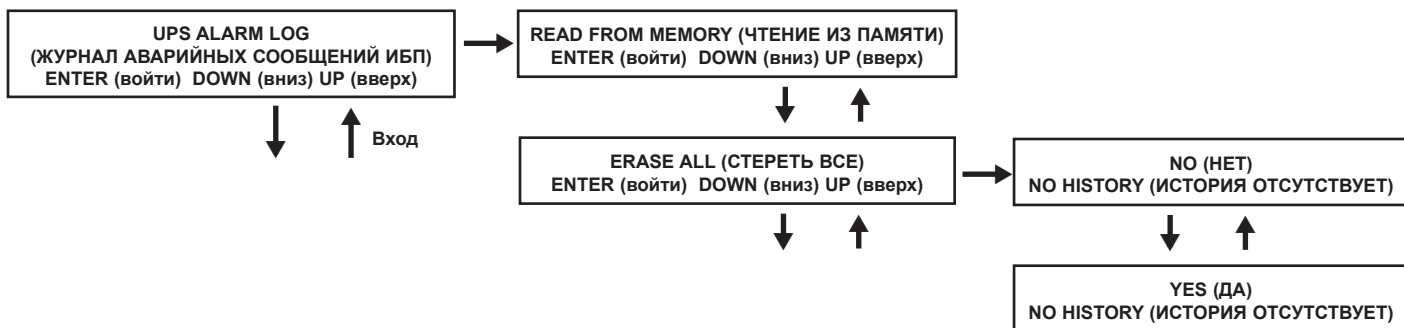 UPS ALARM LOG
(ЖУРНАЛ АВАРИЙНЫХ СООБЩЕНИЙ ИБП)
ENTER (войти) DOWN (вниз) UP (вверх)
READ FROM MEMORY (ЧТЕНИЕ ИЗ ПАМЯТИ)
ENTER (войти) DOWN (вниз) UP (вверх)
Вход
ERASE ALL (СТЕРЕТЬ ВСЕ)
ENTER (войти) DOWN (вниз) UP (вверх)
NO (НЕТ)
NO HISTORY (ИСТОРИЯ ОТСУТСТВУЕТ)
YES (ДА)
NO HISTORY (ИСТОРИЯ ОТСУТСТВУЕТ)